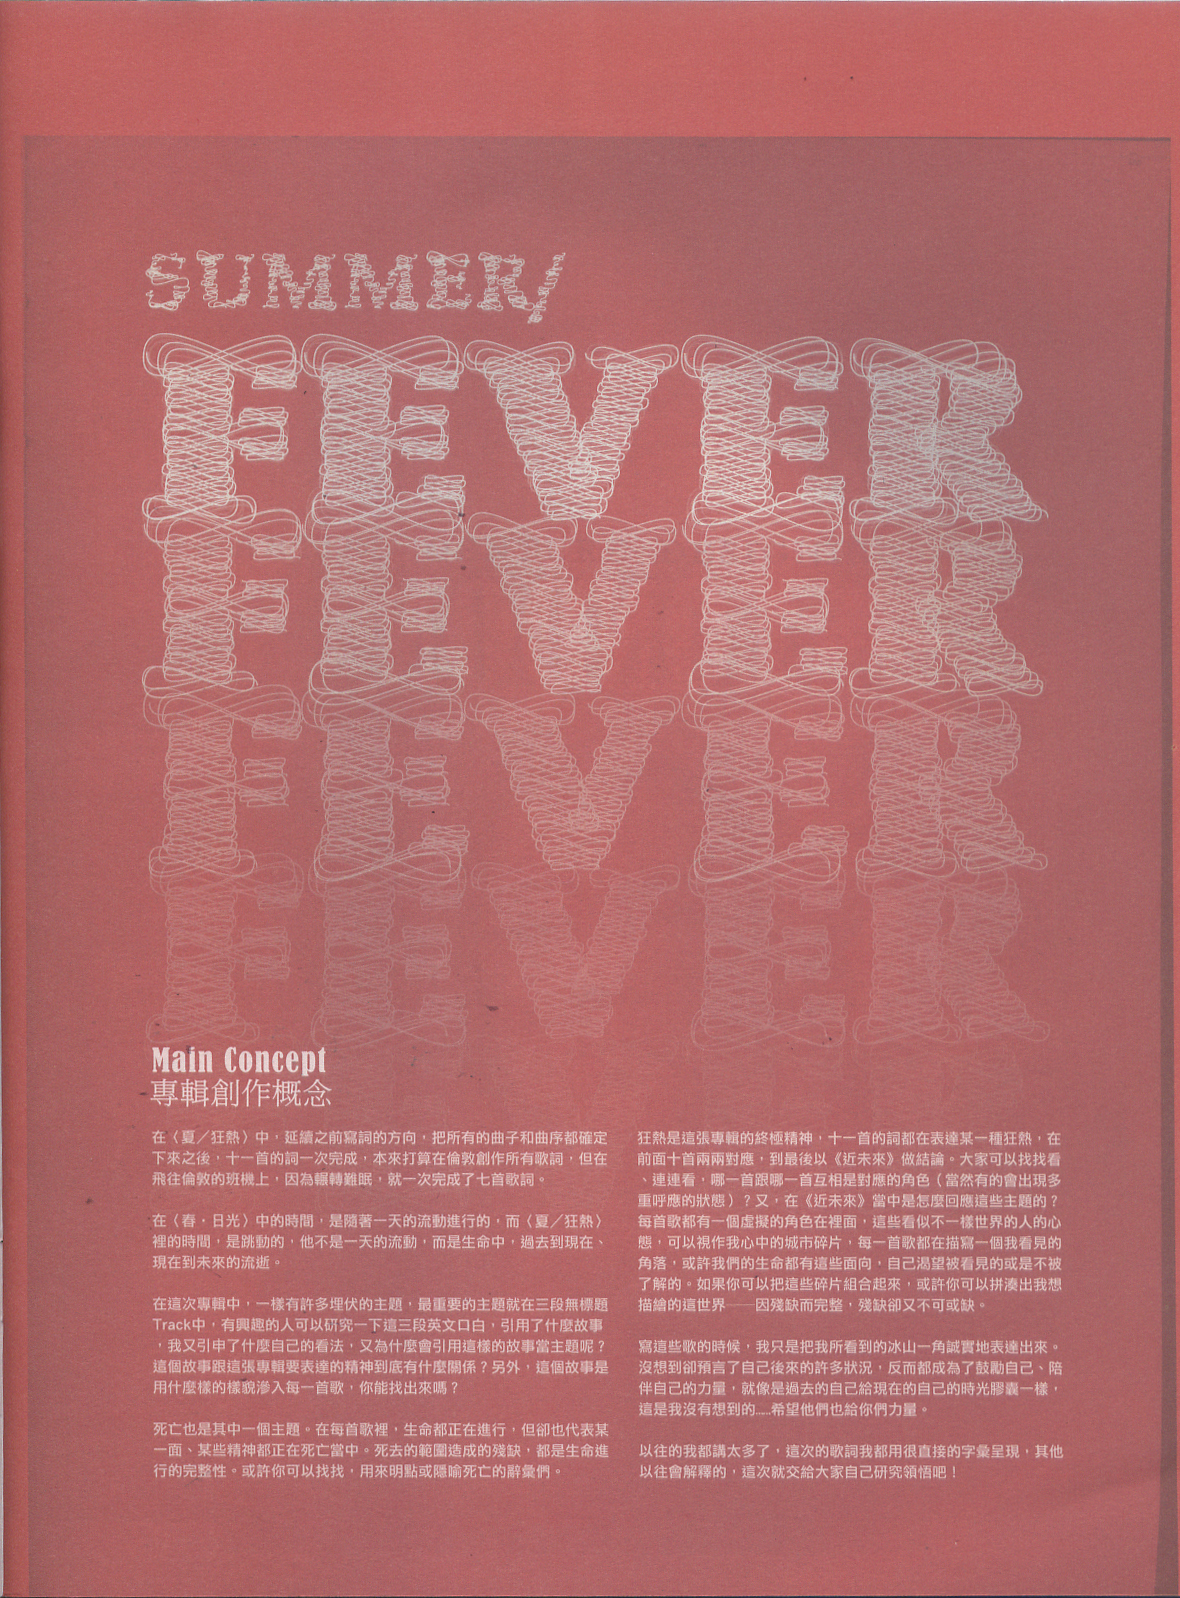 SUMMER/
FEVER
FEVER
FEVER
FEVER
Main Concept
專輯創作概念
在〈夏／狂熱〉中，延續之前寫詞的方向，把所有的曲子和曲序都確定
下來之後，十一首的詞一次完成，本來打算在倫敦創作所有歌詞，但在
飛往倫敦的班機上，因為輾轉難眠，就一次完成了七首歌詞。
在〈春・日光〉中的時間，是隨著一天的流動進行的，而〈夏／狂熱〉
裡的時間，是跳動的，他不是一天的流動，而是生命中，過去到現在、
現在到未來的流逝。
在這次專輯中，一樣有許多埋伏的主題，最重要的主題就在三段無標題
Track中，有興趣的人可以研究一下這三段英文口白，引用了什麼故事
，我又引申了什麼自己的看法，又為什麼會引用這樣的故事當主題呢？
這個故事跟這張專輯要表達的精神到底有什麼關係？另外，這個故事是
用什麼樣的樣貌滲入每一首歌，你能找出來嗎？
死亡也是其中一個主題。在每首歌裡，生命都正在進行，但卻也代表某
一面、某些精神都正在死亡當中。死去的範圍造成的殘缺，都是生命進
行的完整性。或許你可以找找，用來明點或隱喻死亡的辭彙們。
狂熱是這張專輯的終極精神，十一首的詞都在表達某一種狂熱，在
前面十首兩兩對應，到最後以《近未來》做結論。大家可以找找看
、連連看，哪一首跟哪一首互相是對應的角色（當然有的會出現多
重呼應的狀態）？又，在《近未來》當中是怎麼回應這些主題的？
每首歌都有一個虛擬的角色在裡面，這些看似不一樣世界的人的心
態，可以視作我心中的城市碎片，每一首歌都在描寫一個我看見的
角落，或許我們的生命都有這些面向，自己渴望被看見的或是不被
了解的。如果你可以把這些碎片組合起來，或許你可以拼湊出我想
描繪的這世界──因殘缺而完整，殘缺卻又不可或缺。
寫這些歌的時候，我只是把我所看到的冰山一角誠實地表達出來。
沒想到卻預言了自己後來的許多狀況，反而都成為了鼓勵自己、陪
伴自己的力量，就像是過去的自己給現在的自己的時光膠囊一樣，
這是我沒有想到的……希望他們也給你們力量。
以往的我都講太多了，這次的歌詞我都用很直接的字彙呈現，其他
以往會解釋的，這次就交給大家自己研究領悟吧！